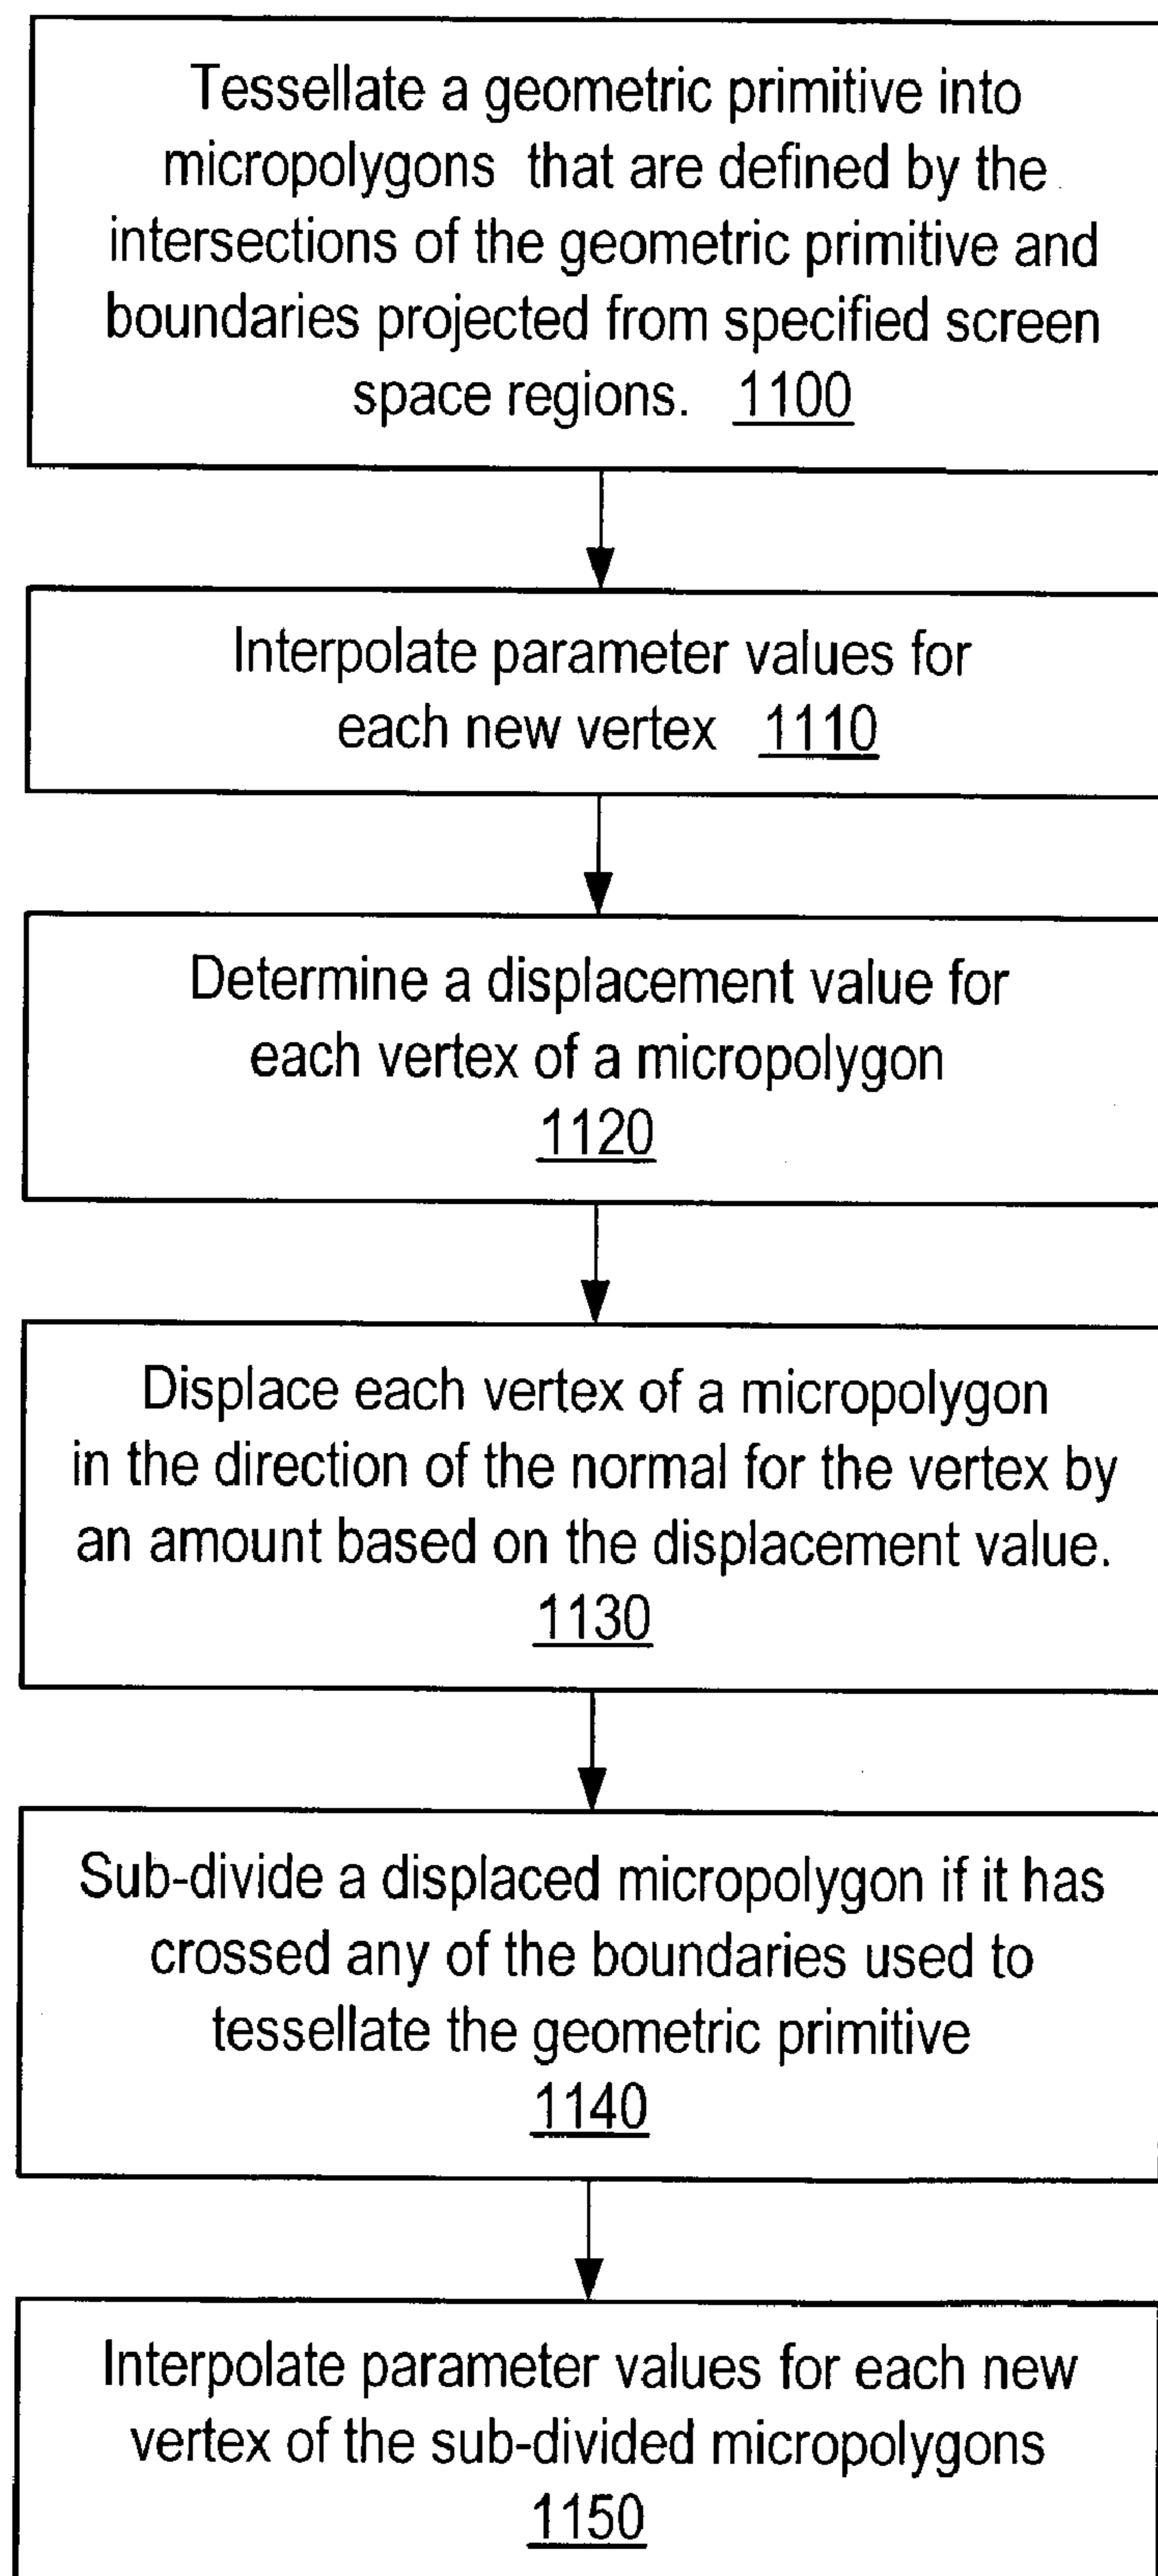 Tessellate a geometric primitive into
micropolygons that are defined by the
intersections of the geometric primitive and
boundaries projected from specified screen
space regions. 1100
Interpolate parameter values for
each new vertex 1110
Determine a displacement value for
each vertex of a micropolygon
1120
Displace each vertex of a micropolygon
in the direction of the normal for the vertex by
an amount based on the displacement value.
1130
Sub-divide a displaced micropolygon if it has
crossed any of the boundaries used to
tessellate the geometric primitive
1140
Interpolate parameter values for each new
vertex of the sub-divided micropolygons
1150